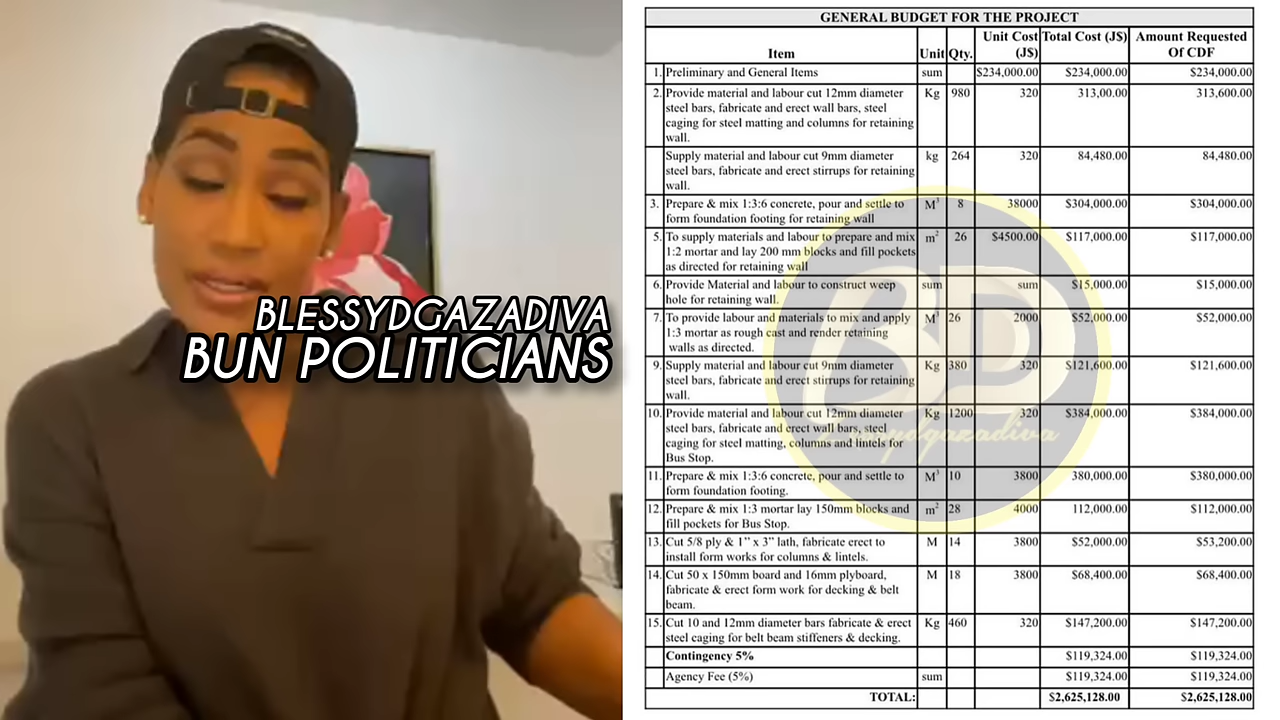 BLESSYDGAZADIVA
BUN POLITICIANS
GENERAL BUDGET FOR THE PROJECT
Item Unit Qty. Unit Cost (J$) Total Cost (J$) Amount Requested Of CDF
1. Preliminary and General Items sum $234,000.00 $234,000.00 $234,000.00
2. Provide material and labour cut 12mm diameter Kg 980 320 313,00.00 313,600.00
steel bars, fabricate and erect wall bars, steel
caging for steel matting and columns for retaining
wall.
Supply material and labour cut 9mm diameter kg 264 320 84,480.00 84,480.00
steel bars, fabricate and erect stirrups for retaining
wall.
3. Prepare & mix 1:3:6 concrete, pour and settle to M³ 8 38000 $304,000.00 $304,000.00
form foundation footing for retaining wall
5. To supply materials and labour to prepare and mix m² 26 $4500.00 $117,000.00 $117,000.00
1:2 mortar and lay 200 mm blocks and fill pockets
as directed for retaining wall
6. Provide Material and labour to construct weep sum sum $15,000.00 $15,000.00
hole for retaining wall.
7. To provide labour and materials to mix and apply M³ 26 2000 $52,000.00 $52,000.00
1:3 mortar as rough cast and render retaining
walls as directed.
9. Supply material and labour cut 9mm diameter Kg 380 320 $121,600.00 $121,600.00
steel bars, fabricate and erect stirrups for retaining
wall.
10. Provide material and labour cut 12mm diameter Kg 1200 320 $384,000.00 $384,000.00
steel bars, fabricate and erect wall bars, steel
caging for steel matting, columns and lintels for
Bus Stop.
11. Prepare & mix 1:3:6 concrete, pour and settle to M³ 10 3800 380,000.00 $380,000.00
form foundation footing.
12. Prepare & mix 1:3 mortar lay 150mm blocks and m² 28 4000 112,000.00 $112,000.00
fill pockets for Bus Stop.
13. Cut 5/8 ply & 1" x 3" lath, fabricate erect to M 14 3800 $52,000.00 $53,200.00
install form works for columns & lintels.
14. Cut 50 x 150mm board and 16mm plyboard, M 18 3800 $68,400.00 $68,400.00
fabricate & erect form work for decking & belt
beam.
15. Cut 10 and 12mm diameter bars fabricate & erect Kg 460 320 $147,200.00 $147,200.00
steel caging for belt beam stiffeners & decking.
Contingency 5% $119,324.00 $119,324.00
Agency Fee (5%) sum $119,324.00 $119,324.00
TOTAL: $2,625,128.00 $2,625,128.00
BD